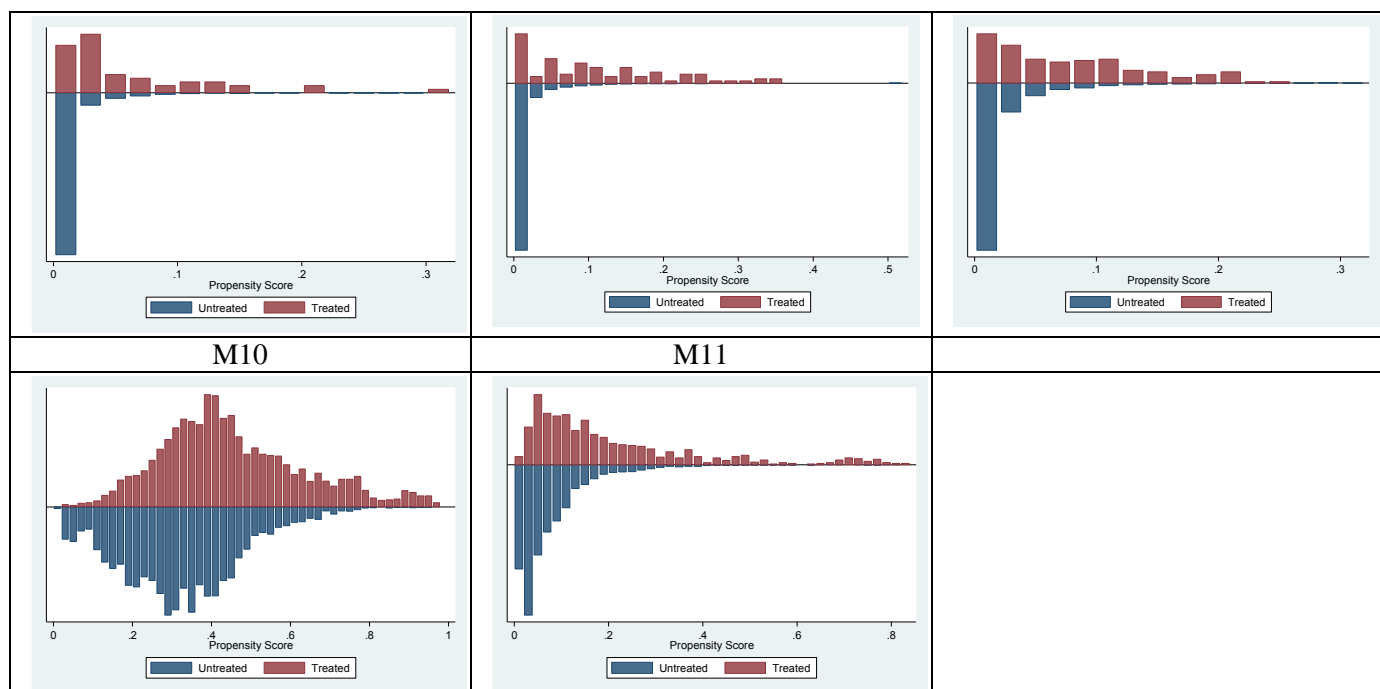 0 .1 .2 .3
Propensity Score
Untreated Treated
0 .1 .2 .3 .4 .5
Propensity Score
Untreated Treated
0 .1 .2 .3
Propensity Score
Untreated Treated
M10 M11
0 .2 .4 .6 .8 1
Propensity Score
Untreated Treated
0 .2 .4 .6 .8
Propensity Score
Untreated Treated